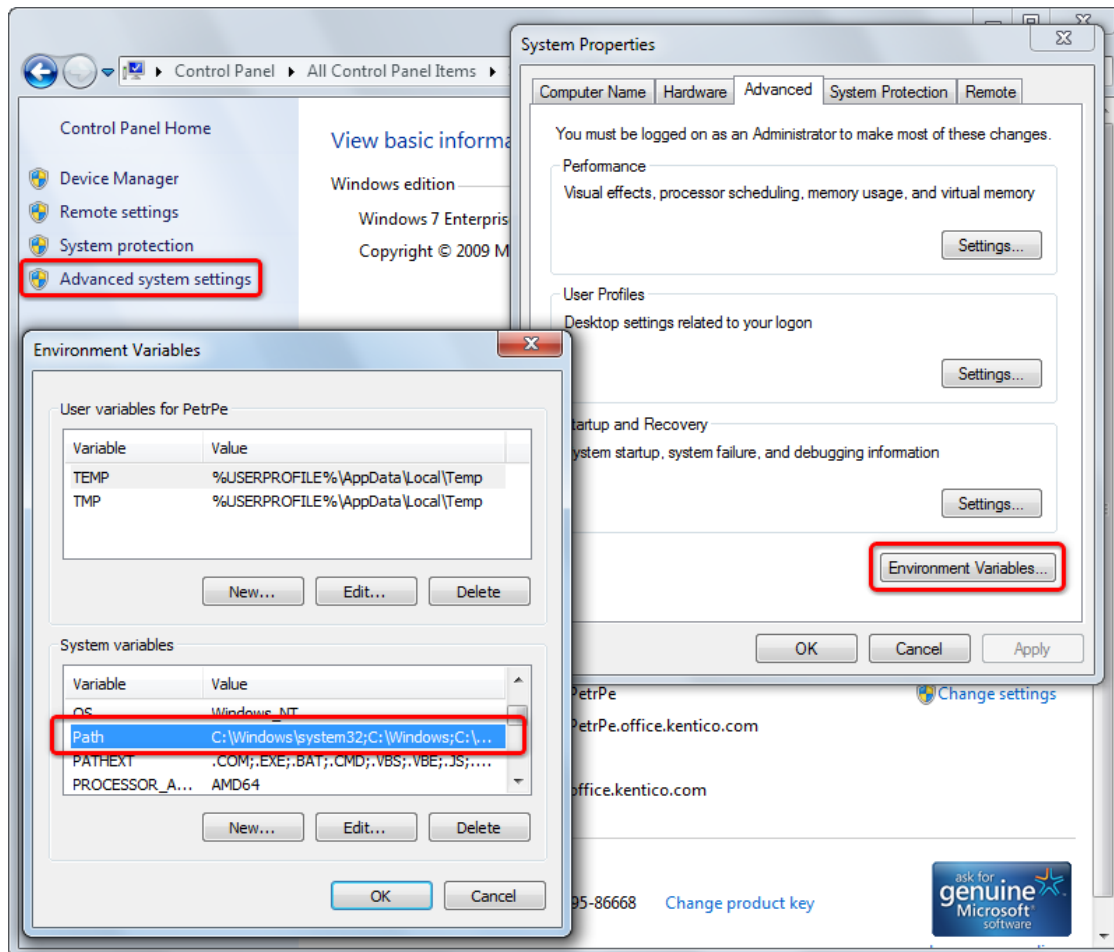 Control Panel
All Control Panel Items
Control Panel Home
Device Manager
Remote settings
System protection
Advanced system settings
View basic
Windows edition
Windows 7
Copyright © 2009
System Properties
Computer Name
Hardware
Advanced
System Protection
Remote
You must be logged on as an Administrator to make most of these changes.
Performance
Visual effects, processor scheduling, memory usage, and virtual memory
Settings...
User Profiles
Desktop settings related to your logon
Settings...
and Recovery
startup, system failure, and debugging information
Settings...
Environment Variables...
OK
Cancel
Apply
Environment Variables
User variables for PetrPe
Variable Value
TEMP %USERPROFILE%\AppData\Local\Temp
TMP %USERPROFILE%\AppData\Local\Temp
New...
Edit...
Delete
System variables
Variable Value
OS Windows_NT
Path C:\Windows\system32;C:\Windows;C:\...
PATHEXT .COM;.EXE;.BAT;.CMD;.VBS;.VBE;.JS;....
PROCESSOR_A... AMD64
New...
Edit...
Delete
OK
Cancel
PetrPe
Change settings
PetrPe.office.kentico.com
office.kentico.com
95-86668
Change product key
ask for
genuine
Microsoft
software